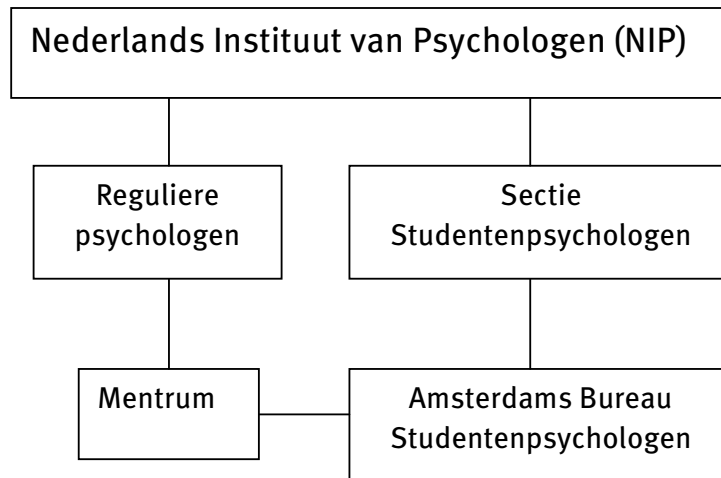 Nederlands Instituut van Psychologen (NIP)
Reguliere
psychologen
Sectie
Studentenpsychologen
Mentrum
Amsterdams Bureau
Studentenpsychologen